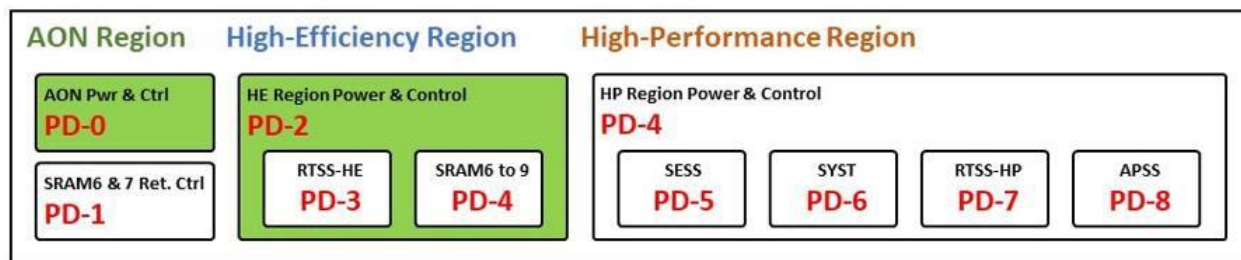 AON Region
High-Efficiency Region
High-Performance Region
AON Pwr & Ctrl
PD-0
SRAM6 & 7 Ret. Ctrl
PD-1
HE Region Power & Control
PD-2
RTSS-HE
PD-3
SRAM6 to 9
PD-4
HP Region Power & Control
PD-4
SESS
PD-5
SYST
PD-6
RTSS-HP
PD-7
APSS
PD-8